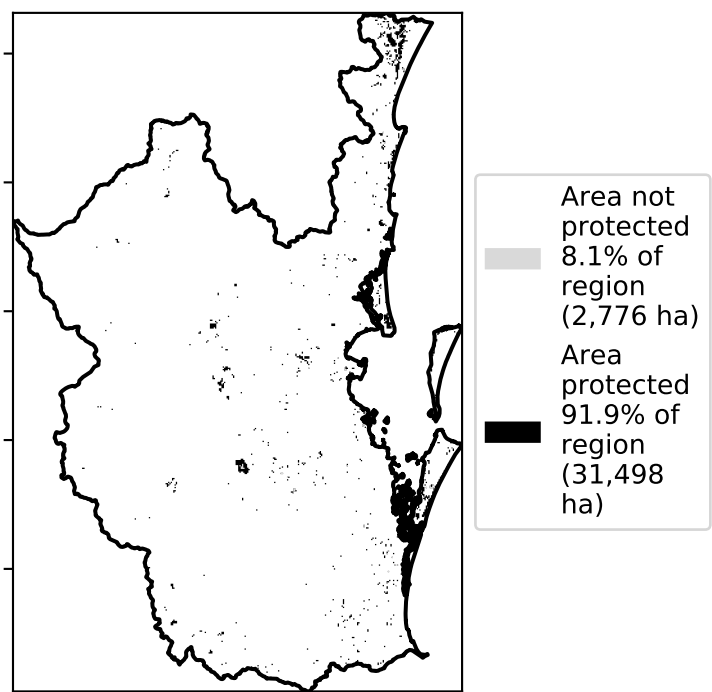 Area not
protected
8.1% of
region
(2,776 ha)
Area
protected
91.9% of
region
(31,498
ha)